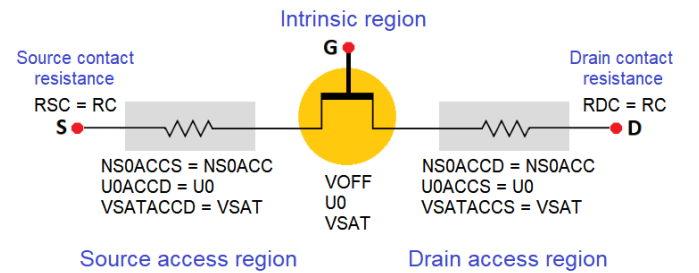 Intrinsic region
G
Source contact
resistance
RSC = RC
S
Drain contact
resistance
RDC = RC
D
NS0ACCS = NS0ACC
U0ACCD = U0
VSATACCD = VSAT
VOFF
U0
VSAT
NS0ACCD = NS0ACC
U0ACCS = U0
VSATACCS = VSAT
Source access region
Drain access region